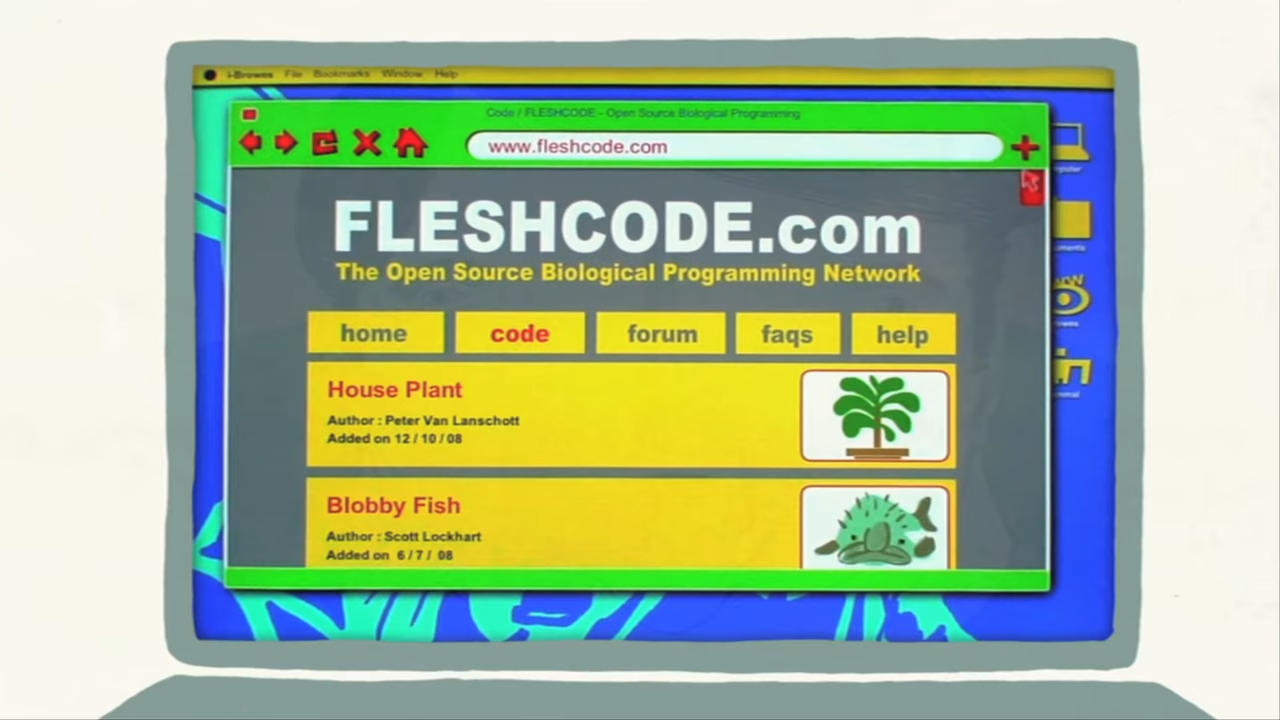 i-Browes File Bookmarks Window Help
Code / FLESHCODE - Open Source Biological Programming
www.fleshcode.com
FLESHCODE.com
The Open Source Biological Programming Network
home code forum faqs help
House Plant
Author : Peter Van Lanschott
Added on 12 / 10 / 08
Blobby Fish
Author : Scott Lockhart
Added on 6 / 7 / 08